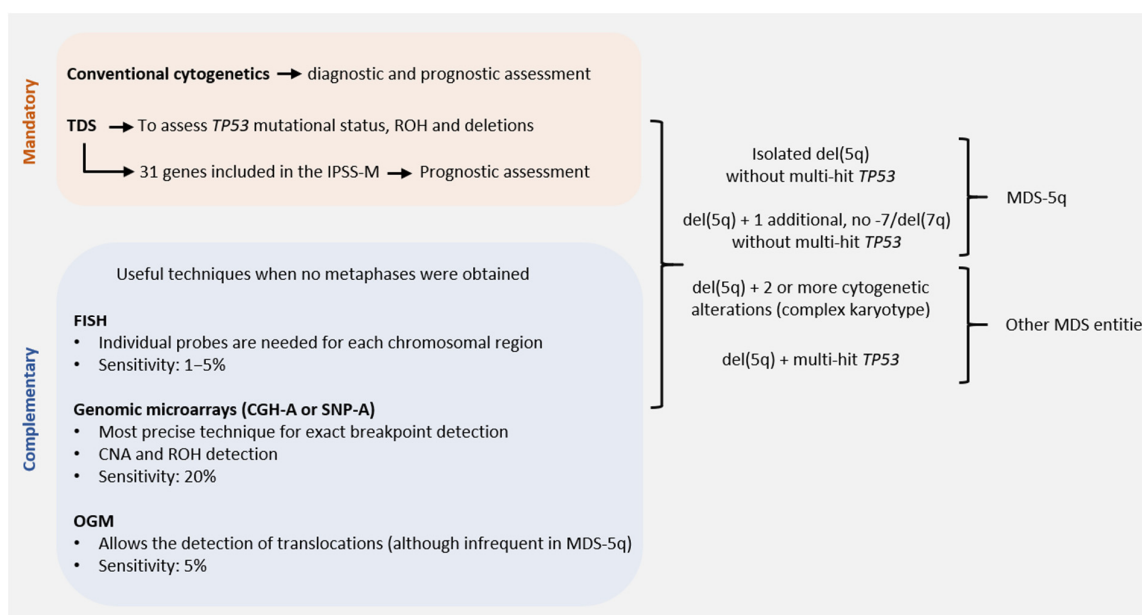 Mandatory
Conventional cytogenetics → diagnostic and prognostic assessment
TDS → To assess TP53 mutational status, ROH and deletions
31 genes included in the IPSS-M → Prognostic assessment
Complementary
Useful techniques when no metaphases were obtained
FISH
• Individual probes are needed for each chromosomal region
• Sensitivity: 1–5%
Genomic microarrays (CGH-A or SNP-A)
• Most precise technique for exact breakpoint detection
• CNA and ROH detection
• Sensitivity: 20%
OGM
• Allows the detection of translocations (although infrequent in MDS-5q)
• Sensitivity: 5%
Isolated del(5q)
without multi-hit TP53
del(5q) + 1 additional, no -7/del(7q)
without multi-hit TP53
MDS-5q
del(5q) + 2 or more cytogenetic
alterations (complex karyotype)
del(5q) + multi-hit TP53
Other MDS entitie